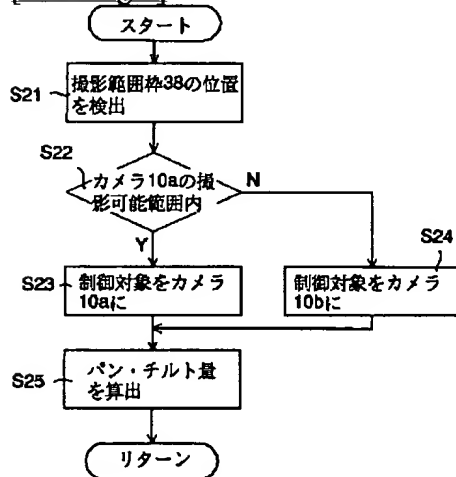 スタート
S21
撮影範囲枠38の位置
を検出
S22
カメラ10aの撮
影可能範囲内
N
Y
S23
制御対象をカメラ
10aに
S24
制御対象をカメラ
10bに
S25
パン・チルト量
を算出
リターン